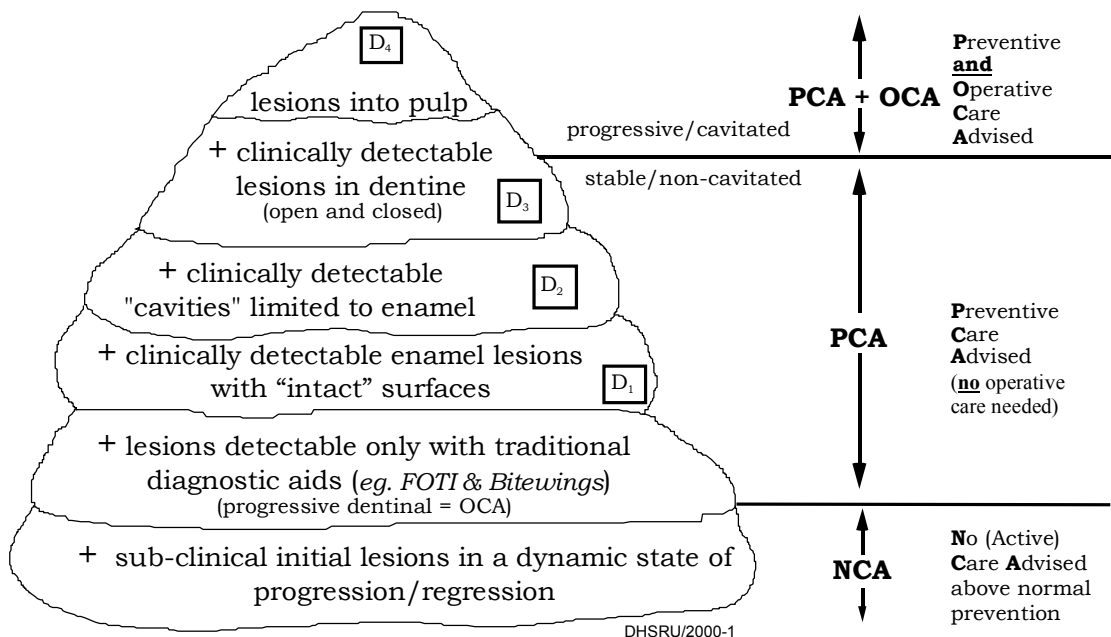 D4
lesions into pulp
+ clinically detectable
lesions in dentine
(open and closed)
D3
+ clinically detectable
"cavities" limited to enamel
D2
+ clinically detectable enamel lesions
with “intact” surfaces
D1
+ lesions detectable only with traditional
diagnostic aids (eg. FOTI & Bitewings)
(progressive dentinal = OCA)
+ sub-clinical initial lesions in a dynamic state of
progression/regression
DHSRU/2000-1
progressive/cavitated
stable/non-cavitated
PCA + OCA
Preventive
and
Operative
Care
Advised
PCA
Preventive
Care
Advised
(no operative
care needed)
NCA
No (Active)
Care Advised
above normal
prevention